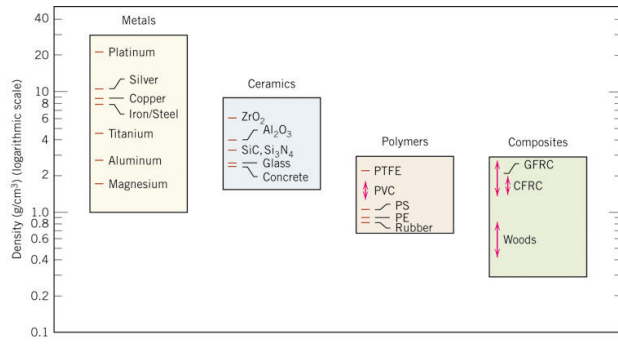 Density (g/cm³) (logarithmic scale)
40
20
10
8
6
4
2
1.0
0.8
0.6
0.4
0.2
0.1
Metals
Platinum
Silver
Copper
Iron/Steel
Titanium
Aluminum
Magnesium
Ceramics
ZrO₂
Al₂O₃
SiC, Si₃N₄
Glass
Concrete
Polymers
PTFE
PVC
PS
PE
Rubber
Composites
GFRC
CFRC
Woods